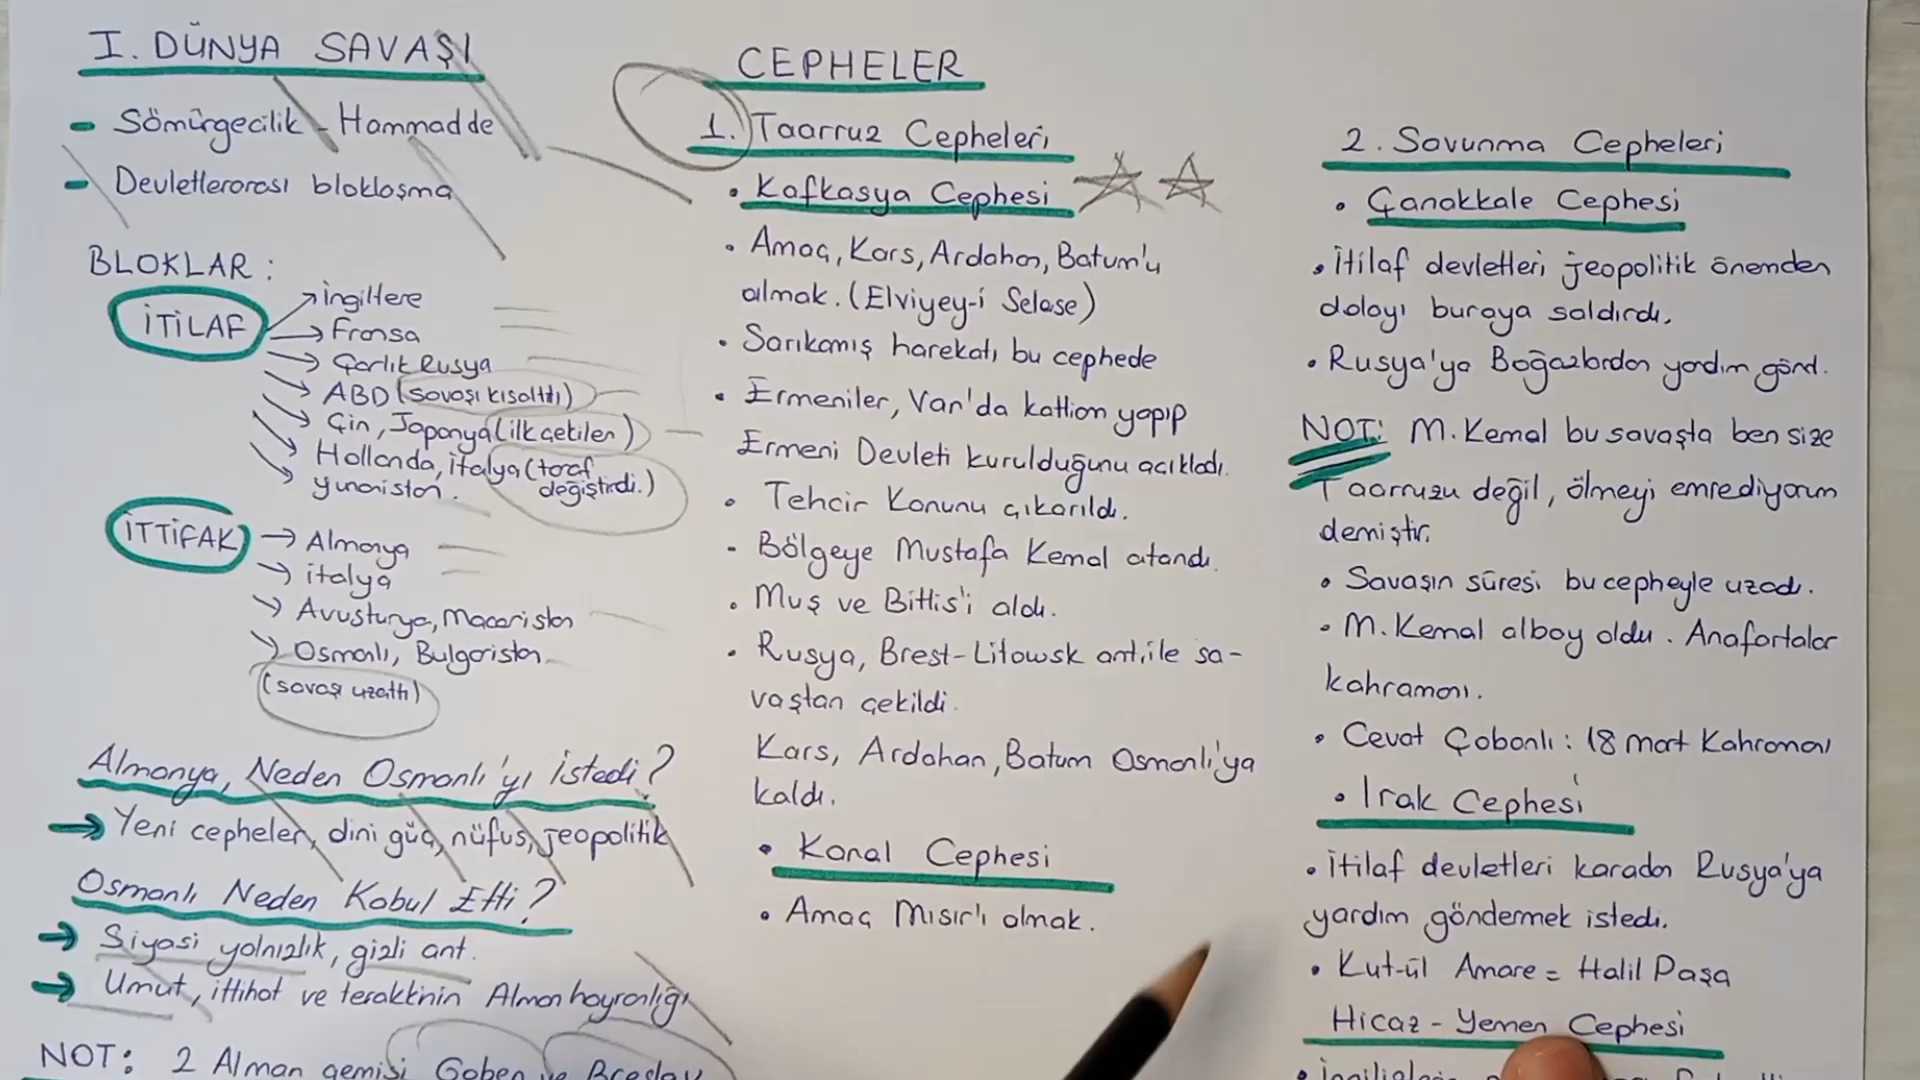 I. DÜNYA SAVAŞI
- Sömürgecilik - Hammadde
- Devletlerarası bloklaşma
BLOKLAR :
İTİLAF
→ İngiltere
→ Fransa
→ Çarlık Rusya
→ ABD (savaşı kısalttı)
→ Çin, Japonya (ilk çekilen)
→ Hollanda, İtalya (taraf
değiştirdi.)
yunanistan.
İTTİFAK
→ Almanya
→ italya
→ Avusturya, Macaristan
→ Osmanlı, Bulgaristan
(savaşı uzattı)
Almanya, Neden Osmanlı'yı istedi?
→ Yeni cepheler, dini güç, nüfus, jeopolitik
Osmanlı Neden Kabul Etti?
→ Siyasi yalnızlık, gizli ant.
→ Umut, ittihat ve terakkinin Alman hayranlığı
NOT: 2 Alman gemisi Goben ve Breslav
CEPHELER
1. Taarruz Cepheleri
• Kafkasya Cephesi
• Amaç, Kars, Ardahan, Batum'u
almak. (Elviyey-i Selase)
• Sarıkamış harekatı, bu cephede
• Ermeniler, Van'da katliam yapıp
Ermeni Devleti kurulduğunu açıkladı.
• Tehcir Kanunu çıkarıldı.
- Bölgeye Mustafa Kemal atandı.
• Muş ve Bitlis'i aldı.
• Rusya, Brest-Litowsk ant, ile sa-
vaştan çekildi.
Kars, Ardahan, Batum Osmanlı'ya
kaldı.
• Kanal Cephesi
• Amaç Mısır'ı almak.
2. Savunma Cepheleri
• Çanakkale Cephesi
• İtilaf devletleri jeopolitik önemden
dolayı buraya saldırdı.
• Rusya'ya Boğazlardan yardım gönd.
NOT: M. Kemal bu savaşta ben size
Taarruzu değil, ölmeyi emrediyorum
demiştir.
• Savaşın süresi bu cepheyle uzadı.
• M. Kemal albay oldu. Anafartalar
kahramanı.
• Cevat Çobanlı: 18 mart Kahramanı
• Irak Cephesi
• İtilaf devletleri karadan Rusya'ya
yardım göndermek istedi.
• Kut-ül Amare = Halil Paşa
Hicaz - Yemen Cephesi